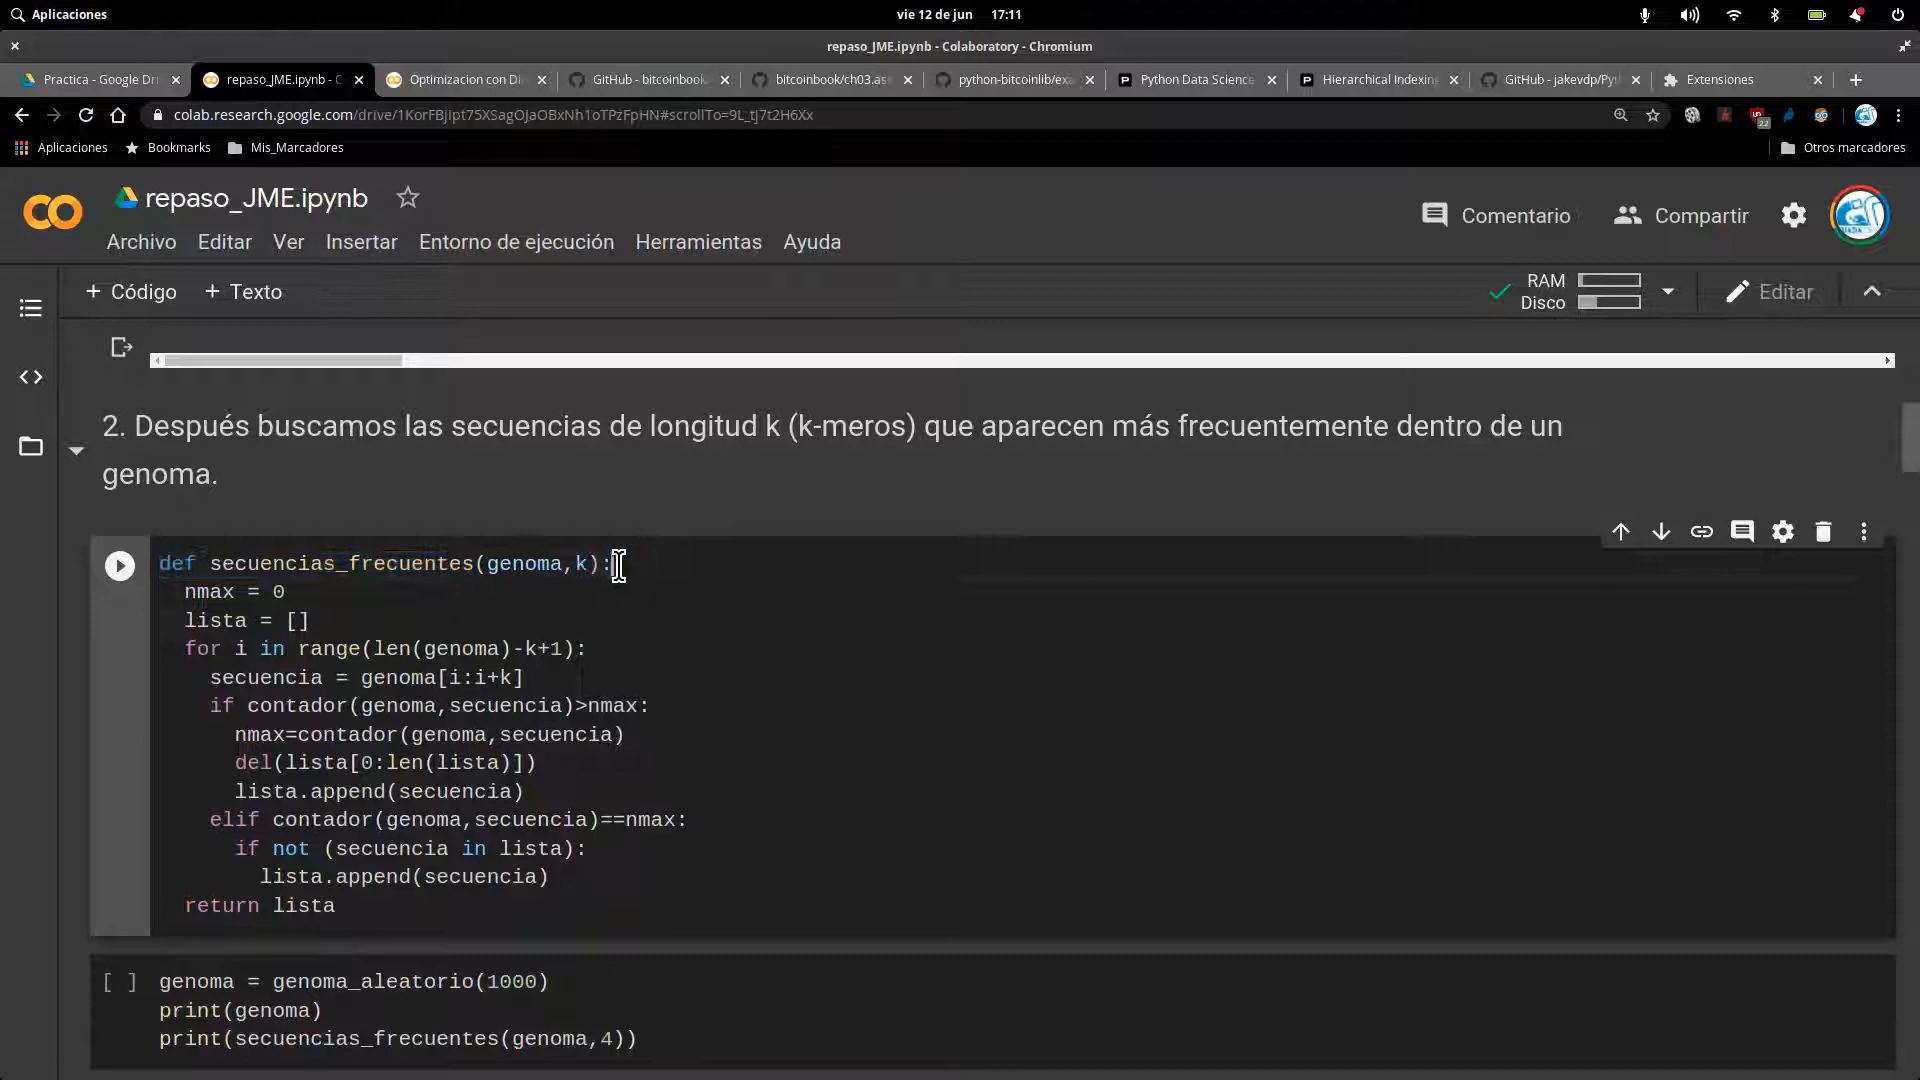 Aplicaciones
vie 12 de jun 17:11
repaso_JME.ipynb - Colaboratory - Chromium
Practica - Google Dri
repaso_JME.ipynb - C
Optimizacion con Di
GitHub - bitcoinbook
bitcoinbook/ch03.as
python-bitcoinlib/exa
Python Data Science
Hierarchical Indexing
GitHub - jakevdp/Pyt
Extensiones
colab.research.google.com/drive/1KorFBjIpt75XSagOJaOBxNh1oTPzFpHN#scrollTo=9L_tj7t2H6Xx
22
Aplicaciones
Bookmarks
Mis_Marcadores
Otros marcadores
repaso_JME.ipynb
Comentario
Compartir
Archivo Editar Ver Insertar Entorno de ejecución Herramientas Ayuda
+ Código + Texto
RAM
Disco
Editar
2. Después buscamos las secuencias de longitud k (k-meros) que aparecen más frecuentemente dentro de un
genoma.
def secuencias_frecuentes(genoma,k):
nmax = 0
lista = []
for i in range(len(genoma)-k+1):
secuencia = genoma[i:i+k]
if contador(genoma,secuencia)>nmax:
nmax=contador(genoma,secuencia)
del(lista[0:len(lista)])
lista.append(secuencia)
elif contador(genoma,secuencia)==nmax:
if not (secuencia in lista):
lista.append(secuencia)
return lista
[ ] genoma = genoma_aleatorio(1000)
print(genoma)
print(secuencias_frecuentes(genoma,4))